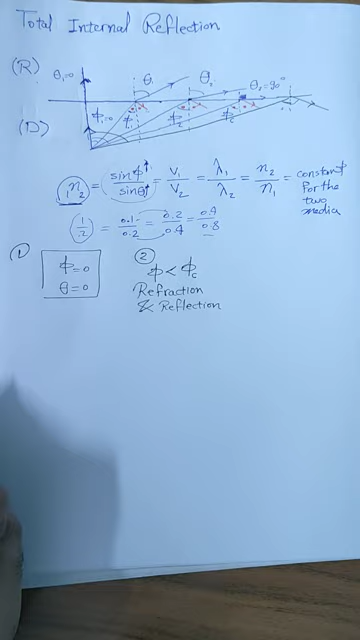 Total Internal Reflection
(R) θ₁=0 θ₁ θ₂ θ₂=90°
(D) ϕ₁=0 ϕ₁ ϕ₂ ϕc
₁n₂ = sinϕ↑/sinθ↑ = V₁/V₂ = λ₁/λ₂ = n₂/n₁ = constant
for the
two
media
(1/2) = 0.1/0.2 = 0.2/0.4 = 0.4/0.8
① ②
ϕ=0 ϕ<ϕc
θ=0 Refraction
& Reflection